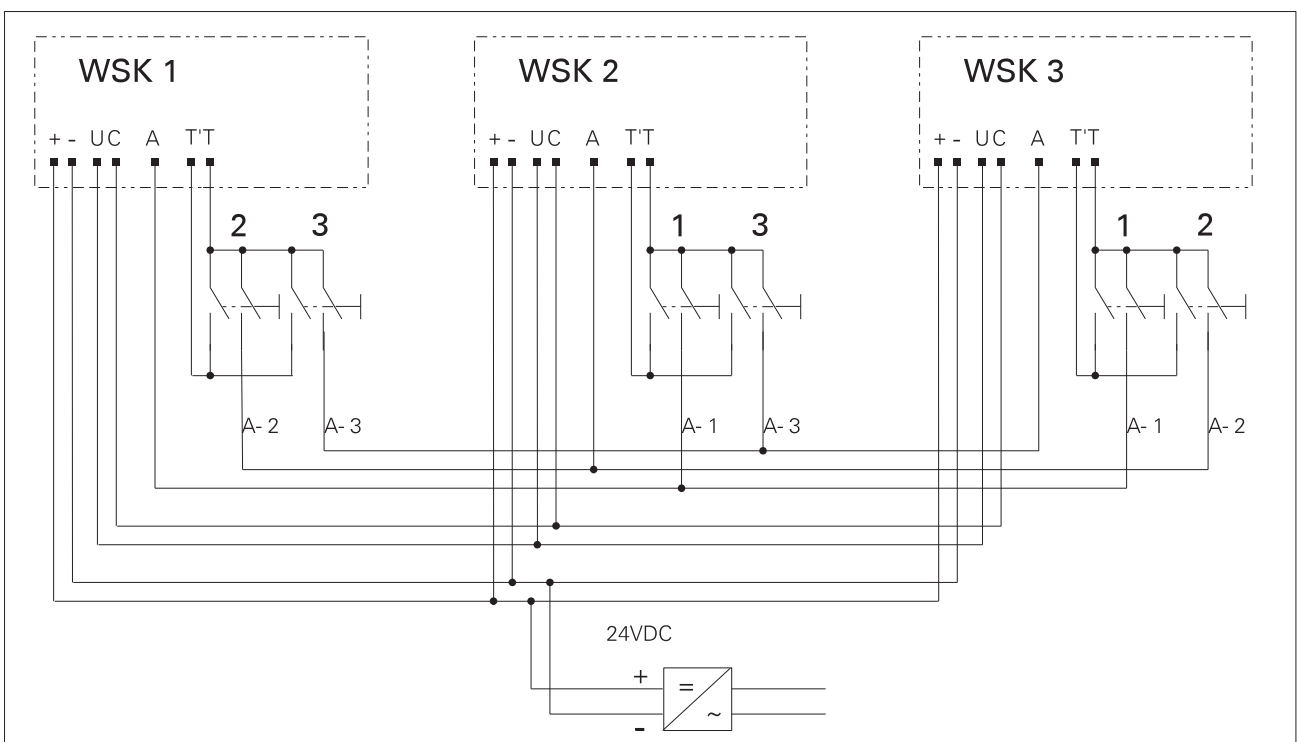 WSK 1 WSK 2 WSK 3
+ - U C A T' T + - U C A T' T + - U C A T' T
2 3 1 3 1 2
A- 2 A- 3 A- 1 A- 3 A- 1 A- 2
24VDC
+
= ~
-